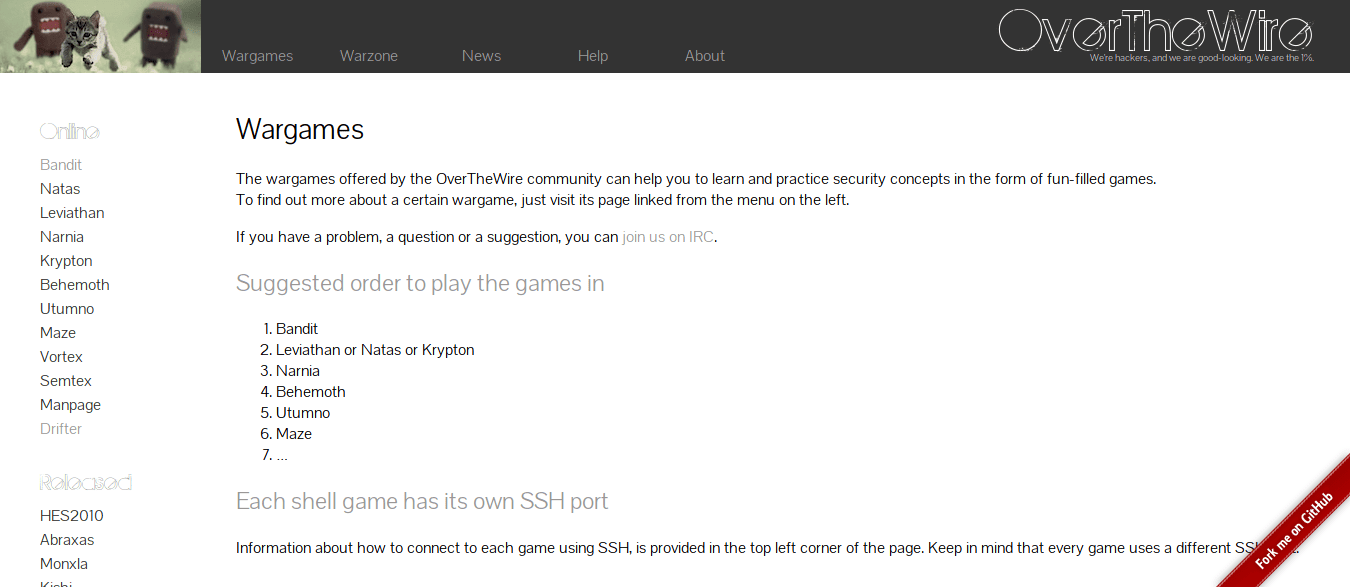 OverTheWire
We're hackers, and we are good-looking. We are the 1%.
Wargames Warzone News Help About
Online
Bandit
Natas
Leviathan
Narnia
Krypton
Behemoth
Utumno
Maze
Vortex
Semtex
Manpage
Drifter
Released
HES2010
Abraxas
Monxla
Kishi
Wargames
The wargames offered by the OverTheWire community can help you to learn and practice security concepts in the form of fun-filled games.
To find out more about a certain wargame, just visit its page linked from the menu on the left.
If you have a problem, a question or a suggestion, you can join us on IRC.
Suggested order to play the games in
1. Bandit
2. Leviathan or Natas or Krypton
3. Narnia
4. Behemoth
5. Utumno
6. Maze
7. ...
Each shell game has its own SSH port
Information about how to connect to each game using SSH, is provided in the top left corner of the page. Keep in mind that every game uses a different
Fork me on GitHub